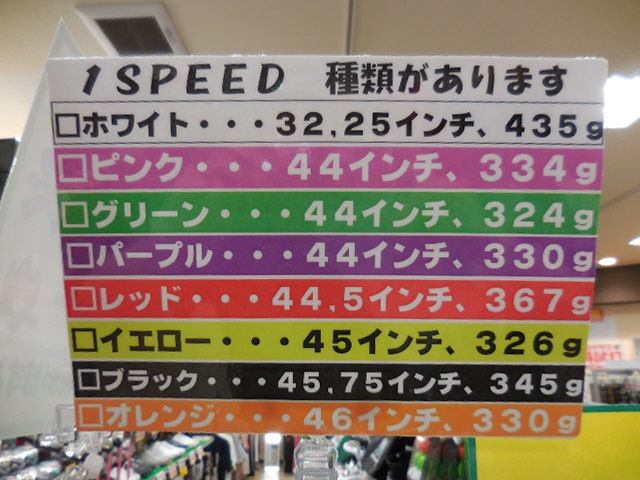 1SPEED 種類があります
□ホワイト・・・32,25インチ、435g
□ピンク・・・44インチ、334g
□グリーン・・・44インチ、324g
□パープル・・・44インチ、330g
□レッド・・・44,5インチ、367g
□イエロー・・・45インチ、326g
□ブラック・・・45,75インチ、345g
□オレンジ・・・46インチ、330g